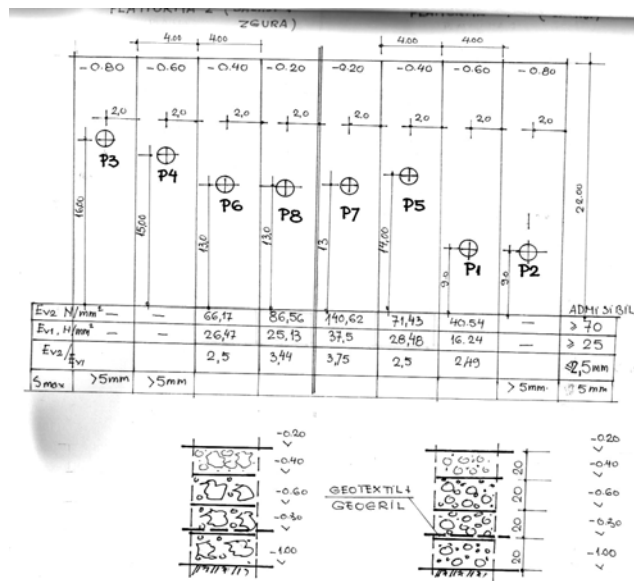 ZGURA)
4.00 4.00 4.00 4.00
-0.80 -0.60 -0.40 -0.20 -0.20 -0.40 -0.60 -0.80
2,0 2,0 2,0 2,0 2,0 2,0 2,0 2,0
P3 P4 P6 P8 P7 P5 P1 P2
16,00 15,00 13,0 13,0 13 14,00 9.0 9.0 22.00
ADMISIBIL
Ev2 N/mm² — — 66,17 86,56 140,62 71,43 40.54 — ≥ 70
Ev1, N/mm² — — 26,47 25,13 37,5 28,48 16.24 — ≥ 25
Ev2/Ev1 2,5 3,44 3,75 2,5 2,49 ≤2,5mm
Smax >5mm >5mm >5mm 5mm
-0.20 -0.20
-0.40 20 -0.40
-0.60 20 -0.60
GEOTEXTIL+
GEOGRIL
-0.80 20 -0.80
-1.00 20 -1.00